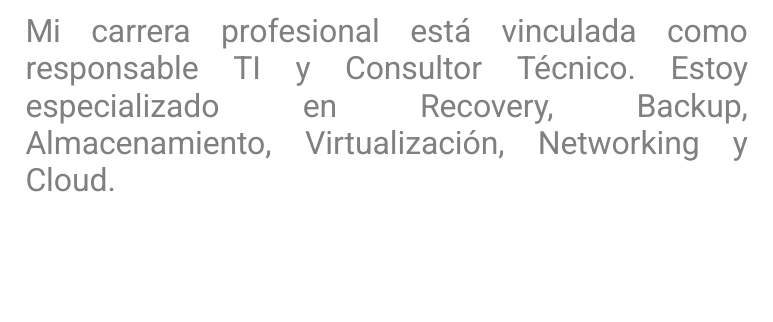 Mi carrera profesional está vinculada como
responsable TI y Consultor Técnico. Estoy
especializado en Recovery, Backup,
Almacenamiento, Virtualización, Networking y
Cloud.